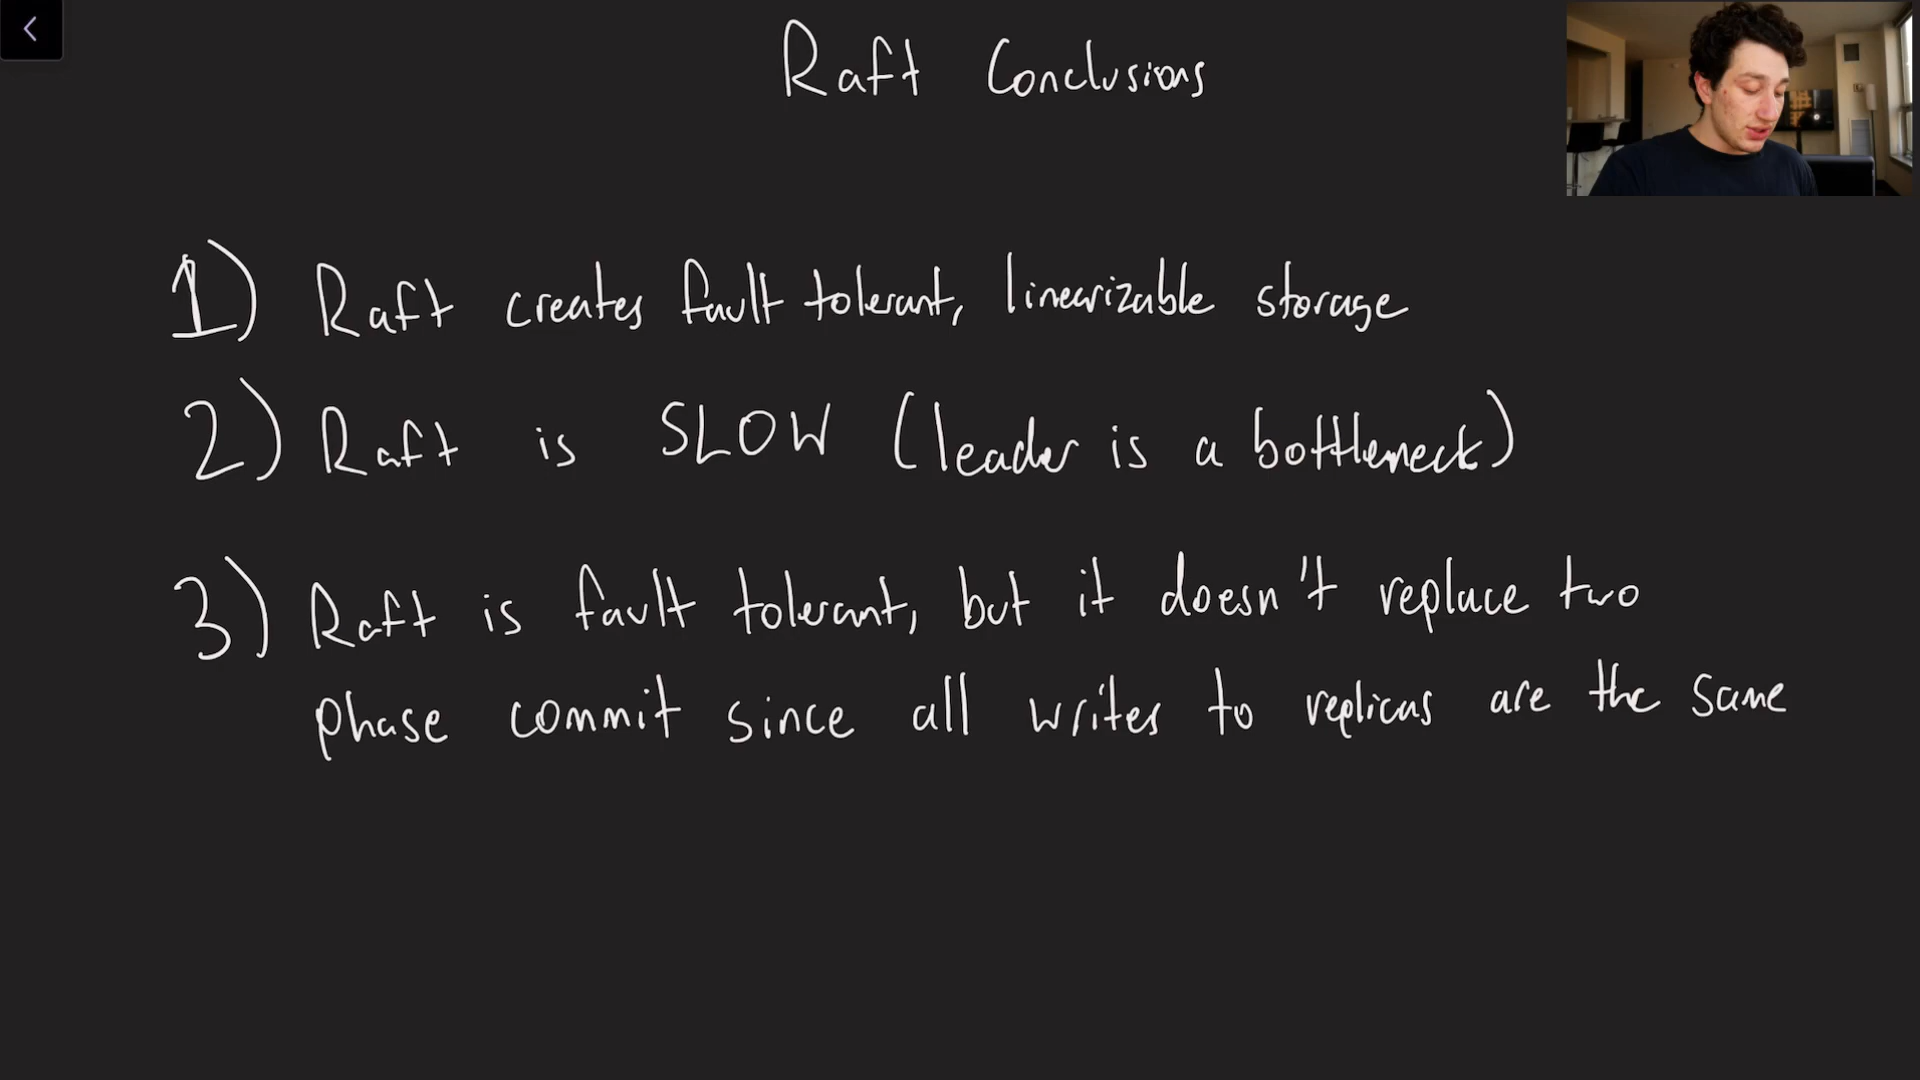 Raft Conclusions
1) Raft creates fault tolerant, linearizable storage
2) Raft is SLOW (leader is a bottleneck)
3) Raft is fault tolerant, but it doesn't replace two
phase commit since all writes to replicas are the same